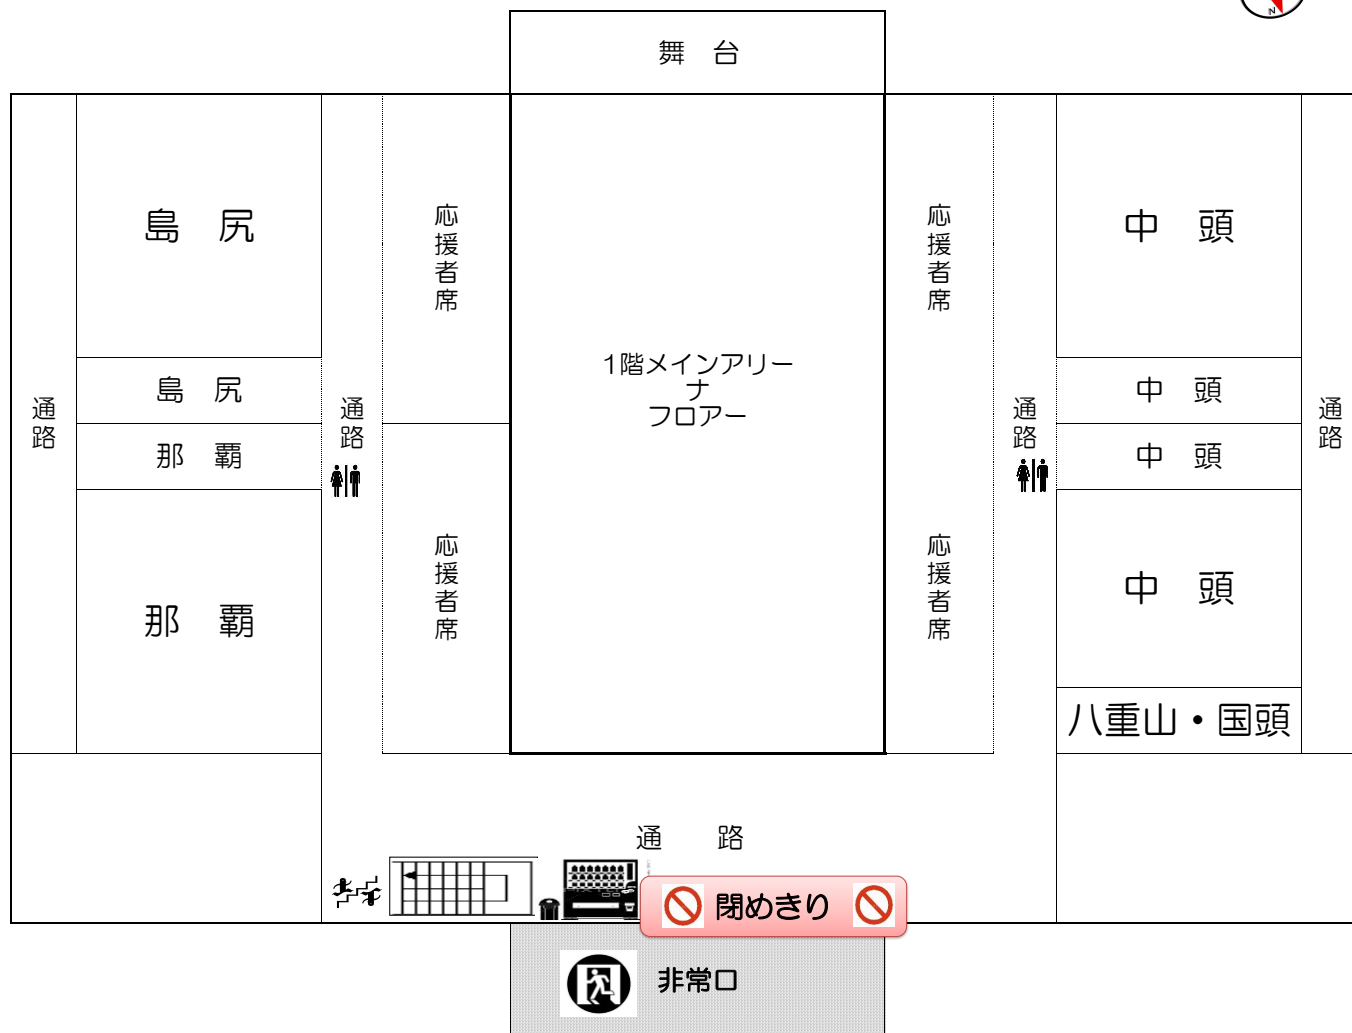 N
舞 台
島 尻
応援者席
応援者席
中 頭
1階メインアリー
ナ
フロアー
島 尻
中 頭
通路
通路
通路
通路
那 覇
中 頭
応援者席
応援者席
那 覇
中 頭
八重山・国頭
通 路
閉めきり
非常口